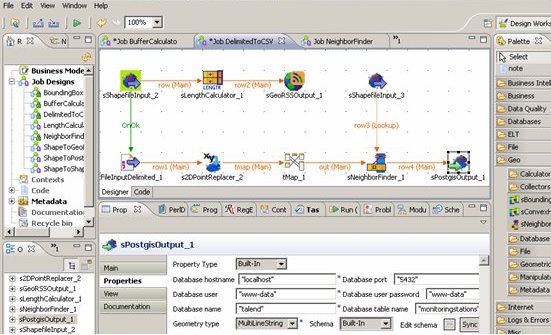 File Edit View Window Help
100%
R
N
*Job BufferCalculato
*Job DelimitedToCSV
Job NeighborFinder
»1
Design Works
Palette
Select
note
Business Intel
Business
Data Quality
Databases
ELT
File
Geo
Calculator
Collectors
sBounding
sConvexH
sNeighbor
Database
File
Geometric
Manipula
Metadata
Internet
Logs & Errors
Misc
Business Mode
Job Designs
BoundingBox
BufferCalcula
DelimitedToC
LengthCalcul
NeighborFind
ShapeToGeoF
ShapeToPost
ShapeToShap
Contexts
Code
Metadata
Documentation
Recycle bin
row (Main)
row2 (Main)
LENGTH
sShapeFileInput_2
sLengthCalculator_1
sGeoRSSOutput_1
sShapeFileInput_3
OnOk
row3 (Lookup)
row1 (Main)
tmap (Main)
out (Main)
row4 (Main)
FileInputDelimited_1
s2DPointReplacer_2
tMap_1
sNeighborFinder_1
sPostgisOutput_1
Designer Code
Prop
PerlD
Prog
RegE
Cont
Tas
Run (
Probl
Modu
Sche
sPostgisOutput_1
Main
Properties
View
Documentation
Property Type Built-In
Database hostname "localhost" * Database port "5432"
Database user "www-data" * Database user password "www-data"
Database name "talend" * Database table name "monitoringstations"
Geometry type MultiLineString * Schema Built-In Edit schema Sync
O
»1
s2DPointReplacer_2
sGeoRSSOutput_1
sLengthCalculator_1
sNeighborFinder_1
sPostgisOutput_1
sShapeFileInput_2